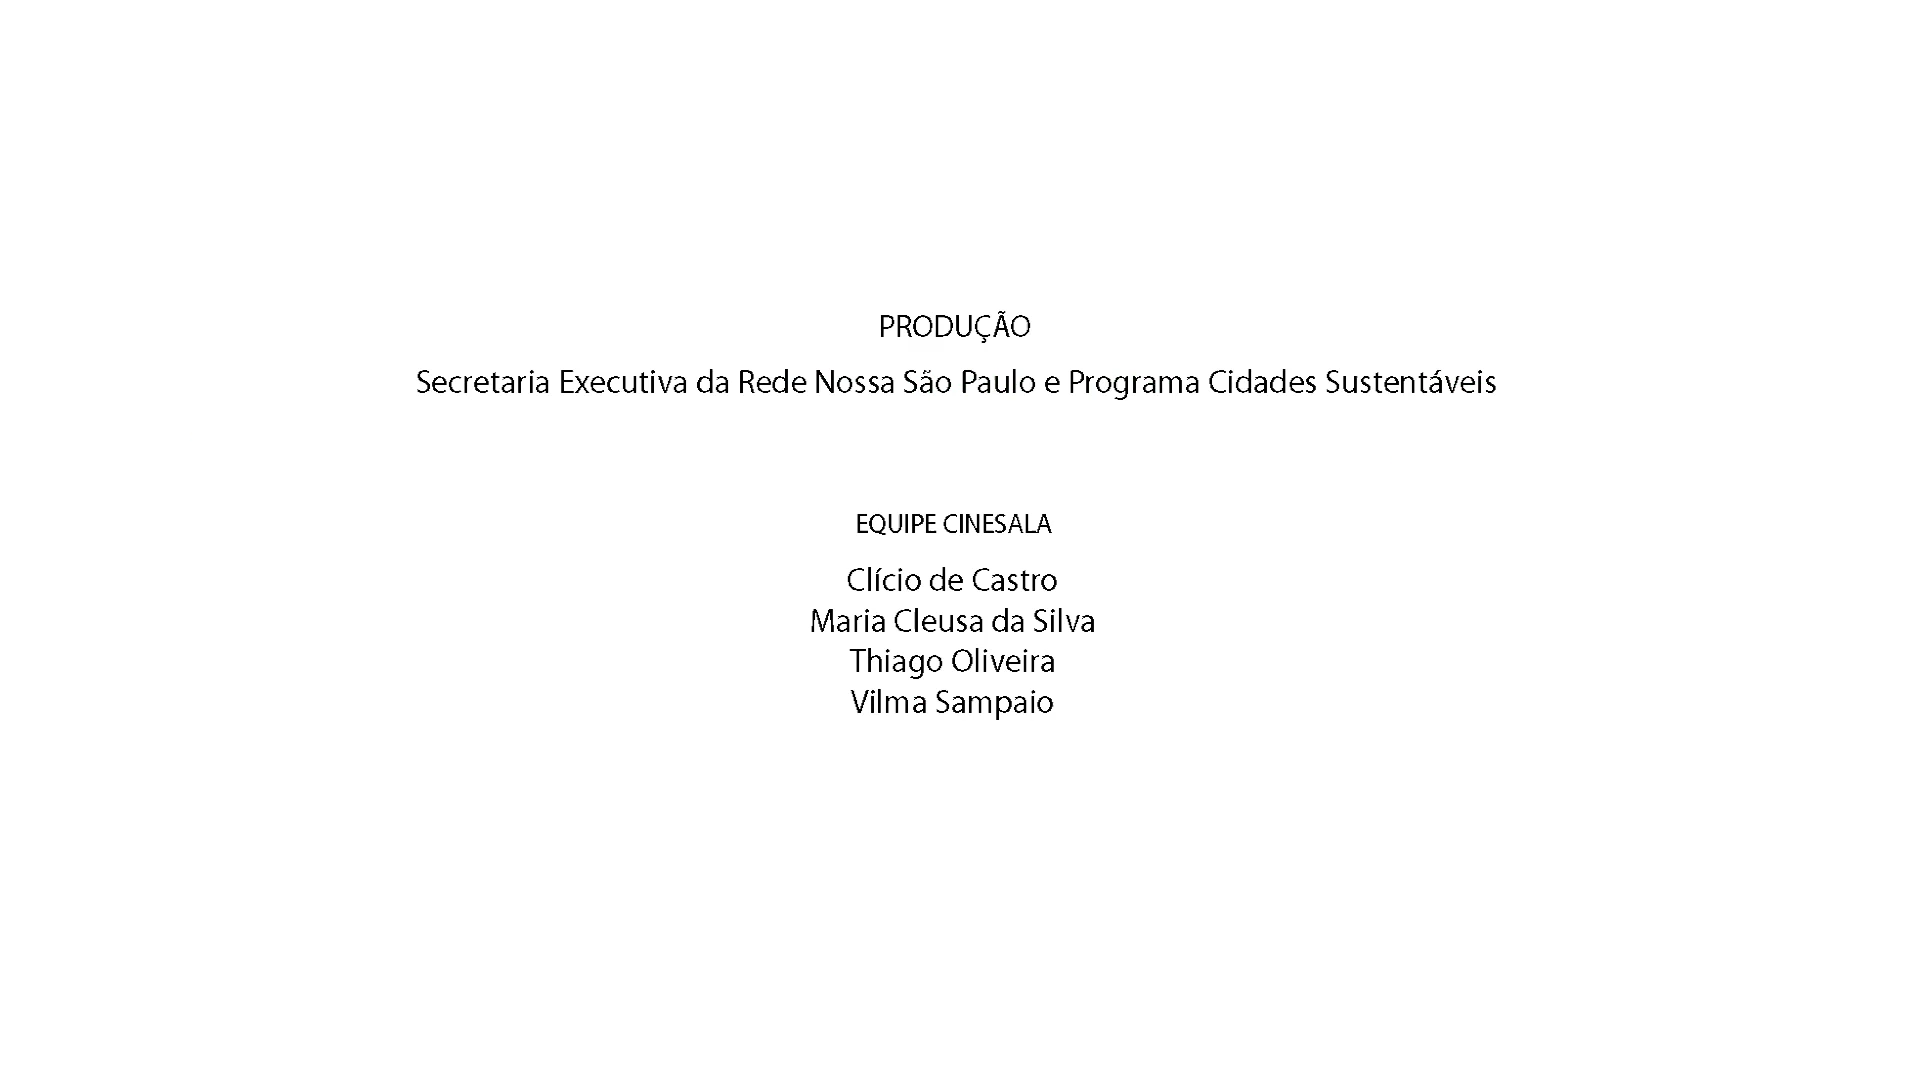 PRODUÇÃO
Secretaria Executiva da Rede Nossa São Paulo e Programa Cidades Sustentáveis
EQUIPE CINESALA
Clício de Castro
Maria Cleusa da Silva
Thiago Oliveira
Vilma Sampaio